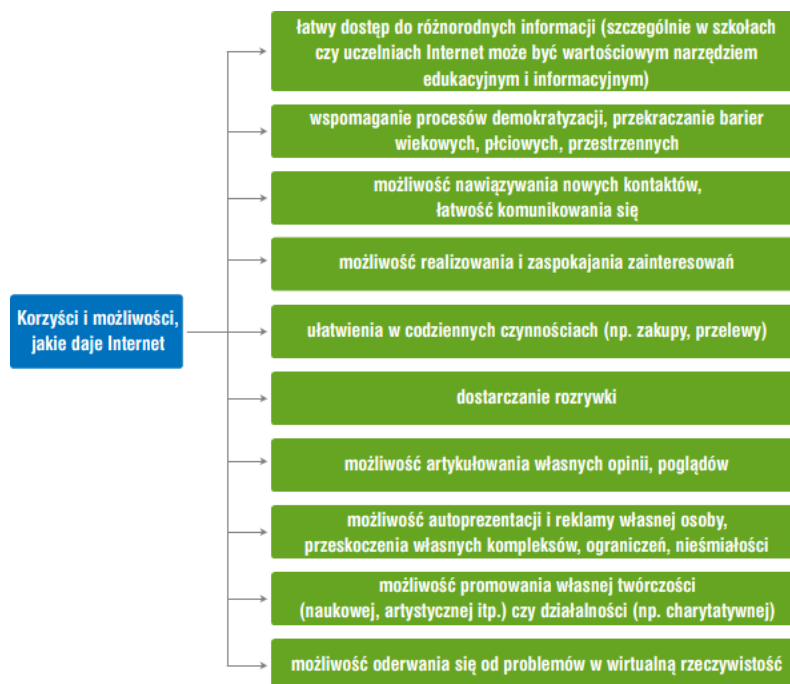 łatwy dostęp do różnorodnych informacji (szczególnie w szkołach
czy uczelniach Internet może być wartościowym narzędziem
edukacyjnym i informacyjnym)
wspomaganie procesów demokratyzacji, przekraczanie barier
wiekowych, płciowych, przestrzennych
możliwość nawiązywania nowych kontaktów,
łatwość komunikowania się
możliwość realizowania i zaspokajania zainteresowań
Korzyści i możliwości,
jakie daje Internet
ułatwienia w codziennych czynnościach (np. zakupy, przelewy)
dostarczanie rozrywki
możliwość artykułowania własnych opinii, poglądów
możliwość autoprezentacji i reklamy własnej osoby,
przeskoczenia własnych kompleksów, ograniczeń, nieśmiałości
możliwość promowania własnej twórczości
(naukowej, artystycznej itp.) czy działalności (np. charytatywnej)
możliwość oderwania się od problemów w wirtualną rzeczywistość